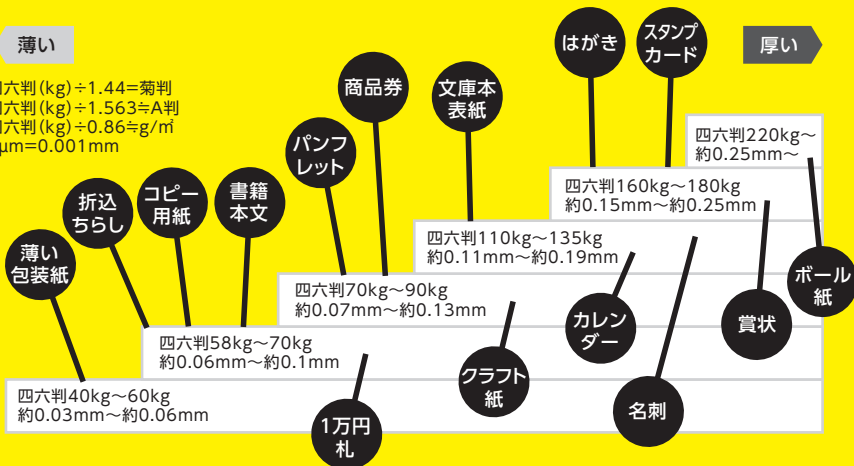 薄い
厚い
四六判(kg)÷1.44=菊判
四六判(kg)÷1.563≒A判
四六判(kg)÷0.86≒g/㎡
μm=0.001mm
はがき
スタンプ
カード
商品券
文庫本
表紙
パンフ
レット
書籍
本文
コピー
用紙
折込
ちらし
薄い
包装紙
四六判220kg～
約0.25mm～
四六判160kg～180kg
約0.15mm～約0.25mm
四六判110kg～135kg
約0.11mm～約0.19mm
四六判70kg～90kg
約0.07mm～約0.13mm
四六判58kg～70kg
約0.06mm～約0.1mm
四六判40kg～60kg
約0.03mm～約0.06mm
ボール
紙
賞状
カレン
ダー
名刺
クラフト
紙
1万円
札